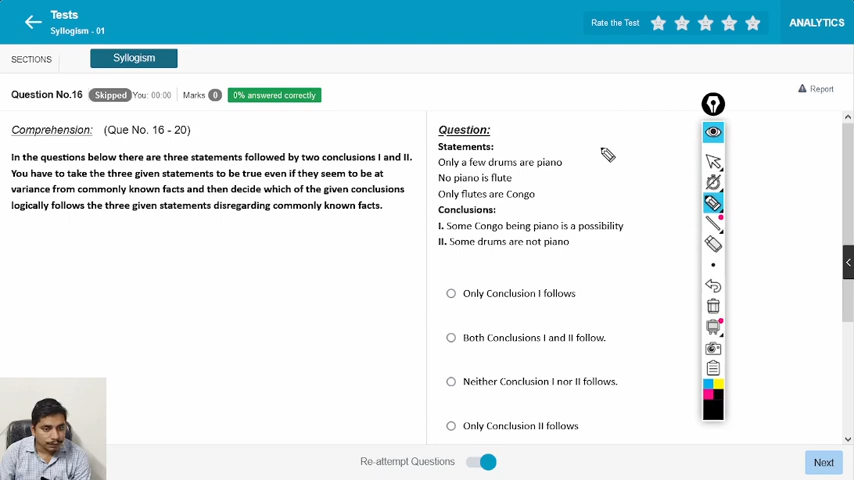 Tests
Syllogism - 01
Rate the Test
ANALYTICS
SECTIONS
Syllogism
Question No.16
Skipped
You: 00:00
Marks
0
0% answered correctly
Report
Comprehension: (Que No. 16 - 20)
In the questions below there are three statements followed by two conclusions I and II.
You have to take the three given statements to be true even if they seem to be at
variance from commonly known facts and then decide which of the given conclusions
logically follows the three given statements disregarding commonly known facts.
Question:
Statements:
Only a few drums are piano
No piano is flute
Only flutes are Congo
Conclusions:
I. Some Congo being piano is a possibility
II. Some drums are not piano
Only Conclusion I follows
Both Conclusions I and II follow.
Neither Conclusion I nor II follows.
Only Conclusion II follows
Re-attempt Questions
Next